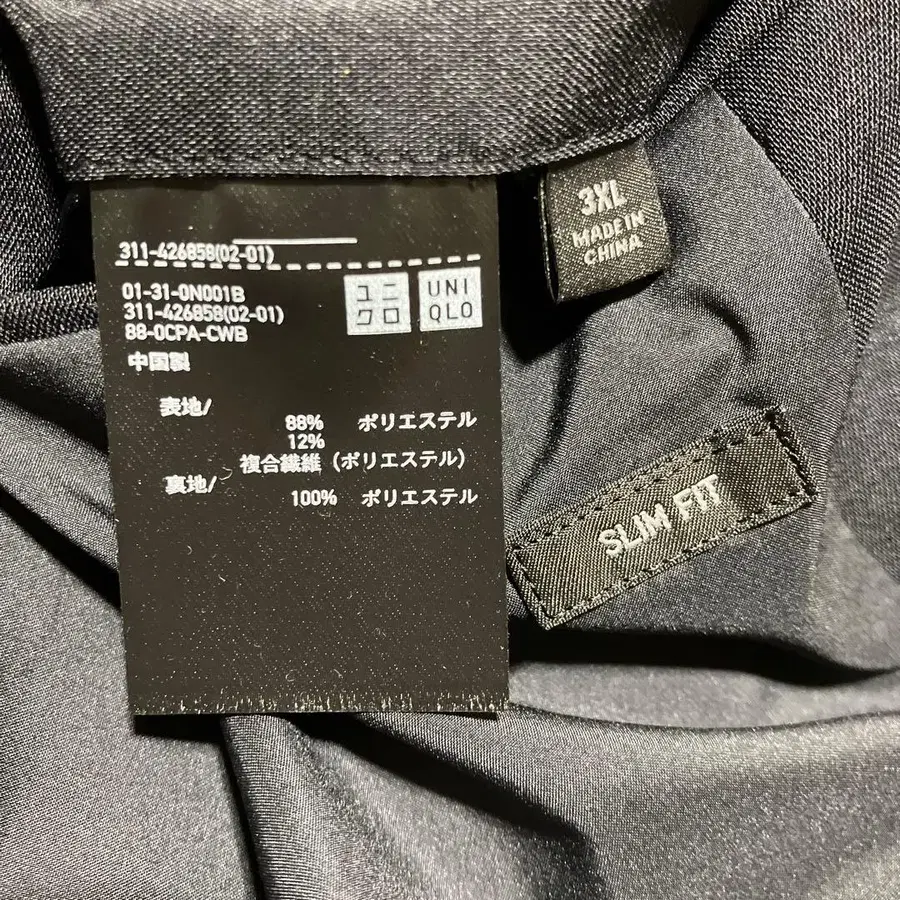 311-426858(02-01)
01-31-0N001B
311-426858(02-01)
88-0CPA-CWB
中国製
ユニ
クロ
UNI
QLO
表地/
88% ポリエステル
12%
複合繊維 (ポリエステル)
裏地/
100% ポリエステル
3XL
MADE IN
CHINA
SLIM FIT